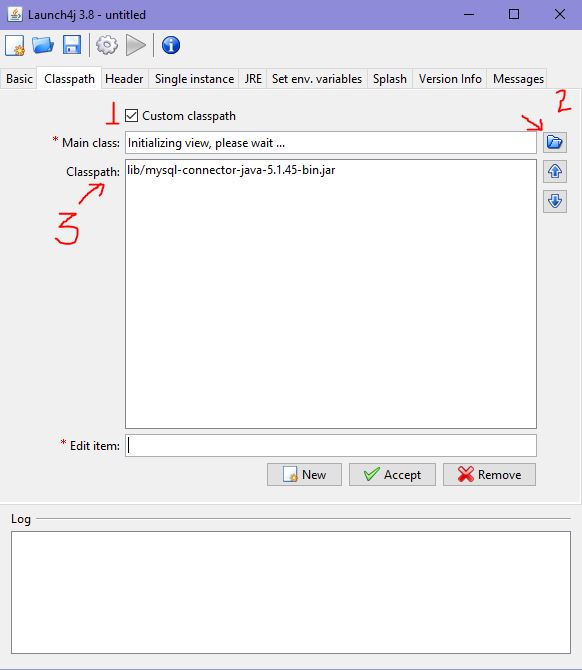 Launch4j 3.8 - untitled
Basic Classpath Header Single instance JRE Set env. variables Splash Version Info Messages
1 Custom classpath 2
* Main class: Initializing view, please wait ...
Classpath: lib/mysql-connector-java-5.1.45-bin.jar
3
* Edit item:
New Accept Remove
Log